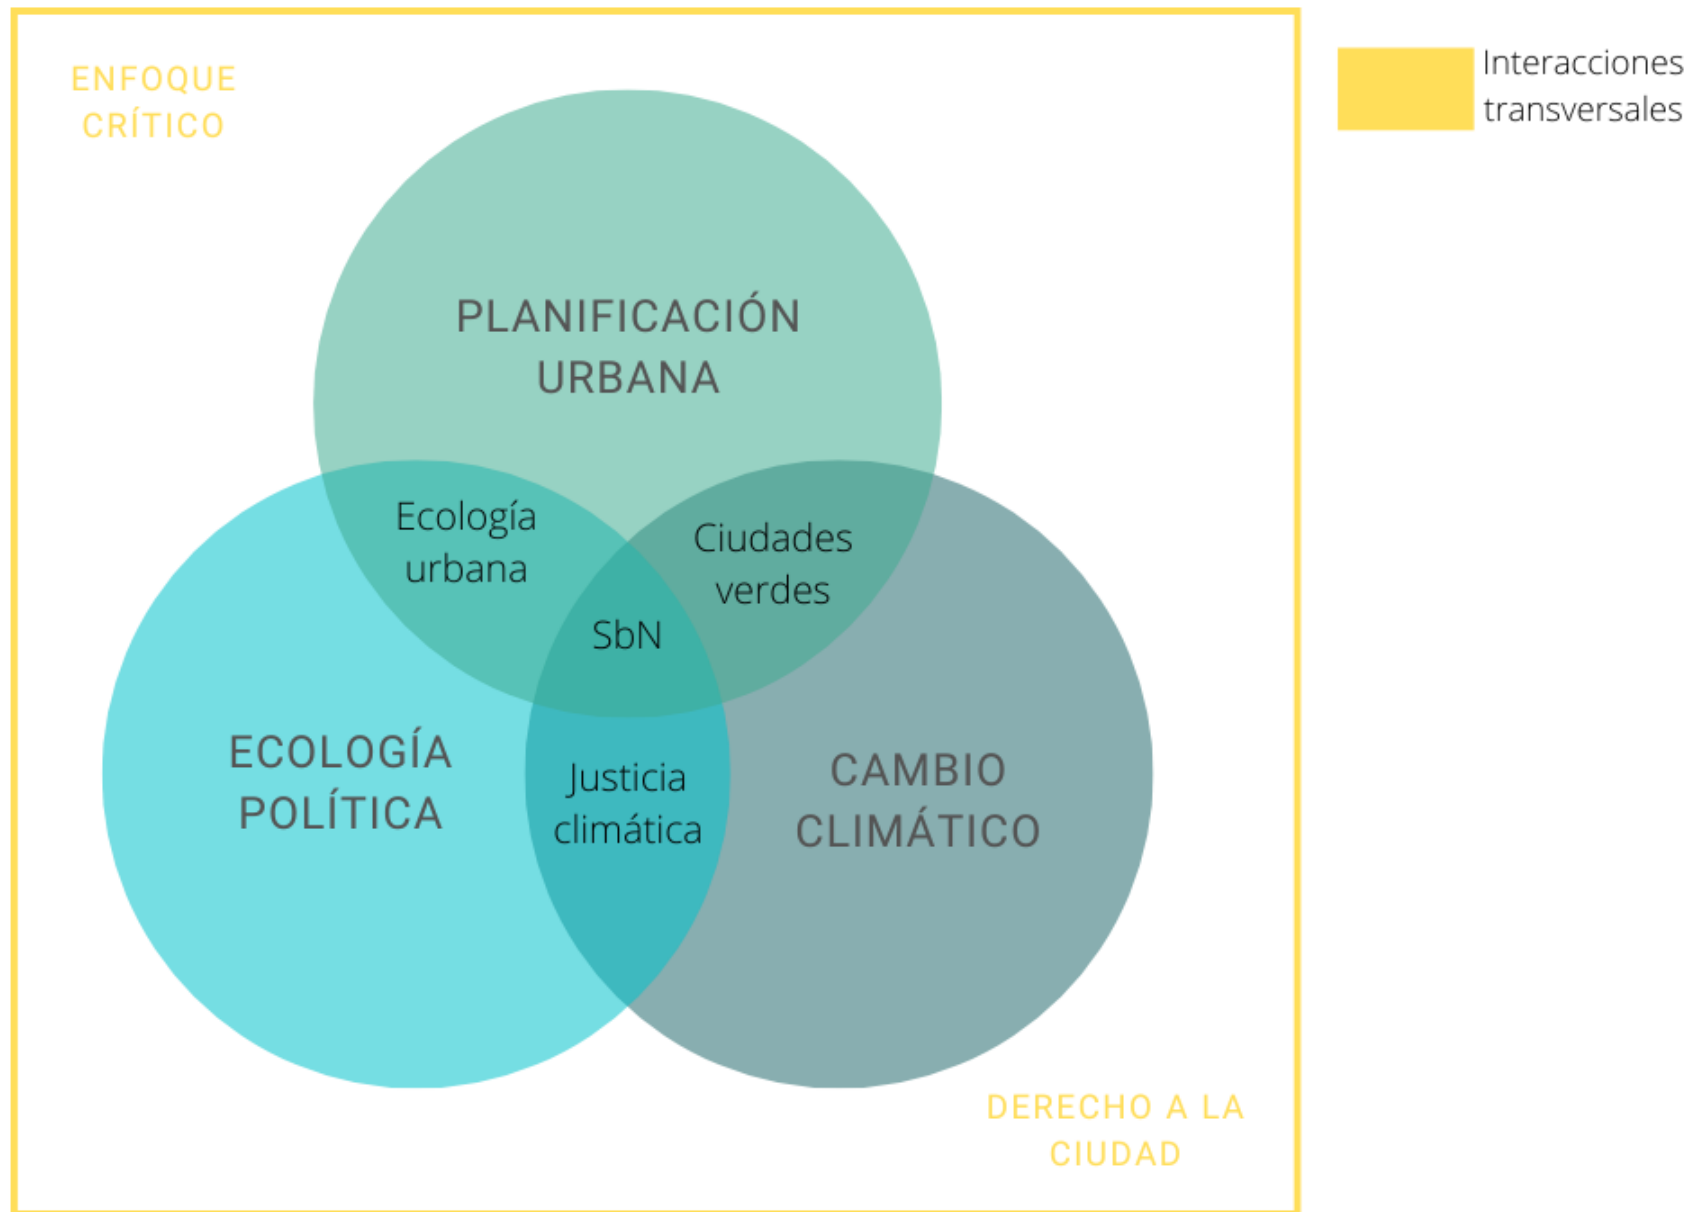 ENFOQUE
CRÍTICO
Interacciones
transversales
PLANIFICACIÓN
URBANA
Ecología
urbana
Ciudades
verdes
SbN
ECOLOGÍA
POLÍTICA
Justicia
climática
CAMBIO
CLIMÁTICO
DERECHO A LA
CIUDAD